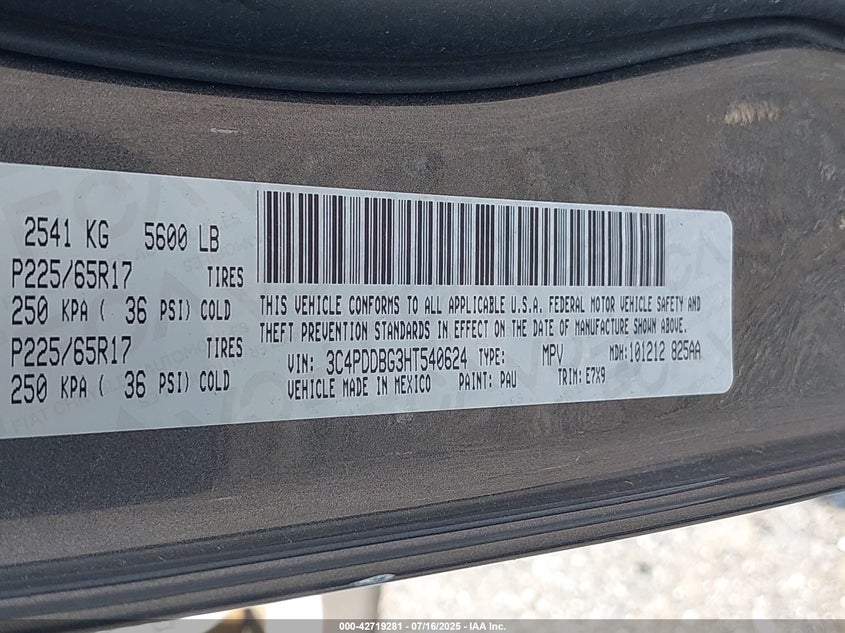 2541 KG 5600 LB
P225/65R17 TIRES
250 KPA ( 36 PSI) COLD
P225/65R17 TIRES
250 KPA ( 36 PSI) COLD
THIS VEHICLE CONFORMS TO ALL APPLICABLE U.S.A. FEDERAL MOTOR VEHICLE SAFETY AND
THEFT PREVENTION STANDARDS IN EFFECT ON THE DATE OF MANUFACTURE SHOWN ABOVE.
VIN: 3C4PDDBG3HT540624 TYPE: MPV MDH:101212 825AA
VEHICLE MADE IN MEXICO PAINT: PAU TRIM: E7X9
000-42719281 - 07/16/2025 - IAA Inc.